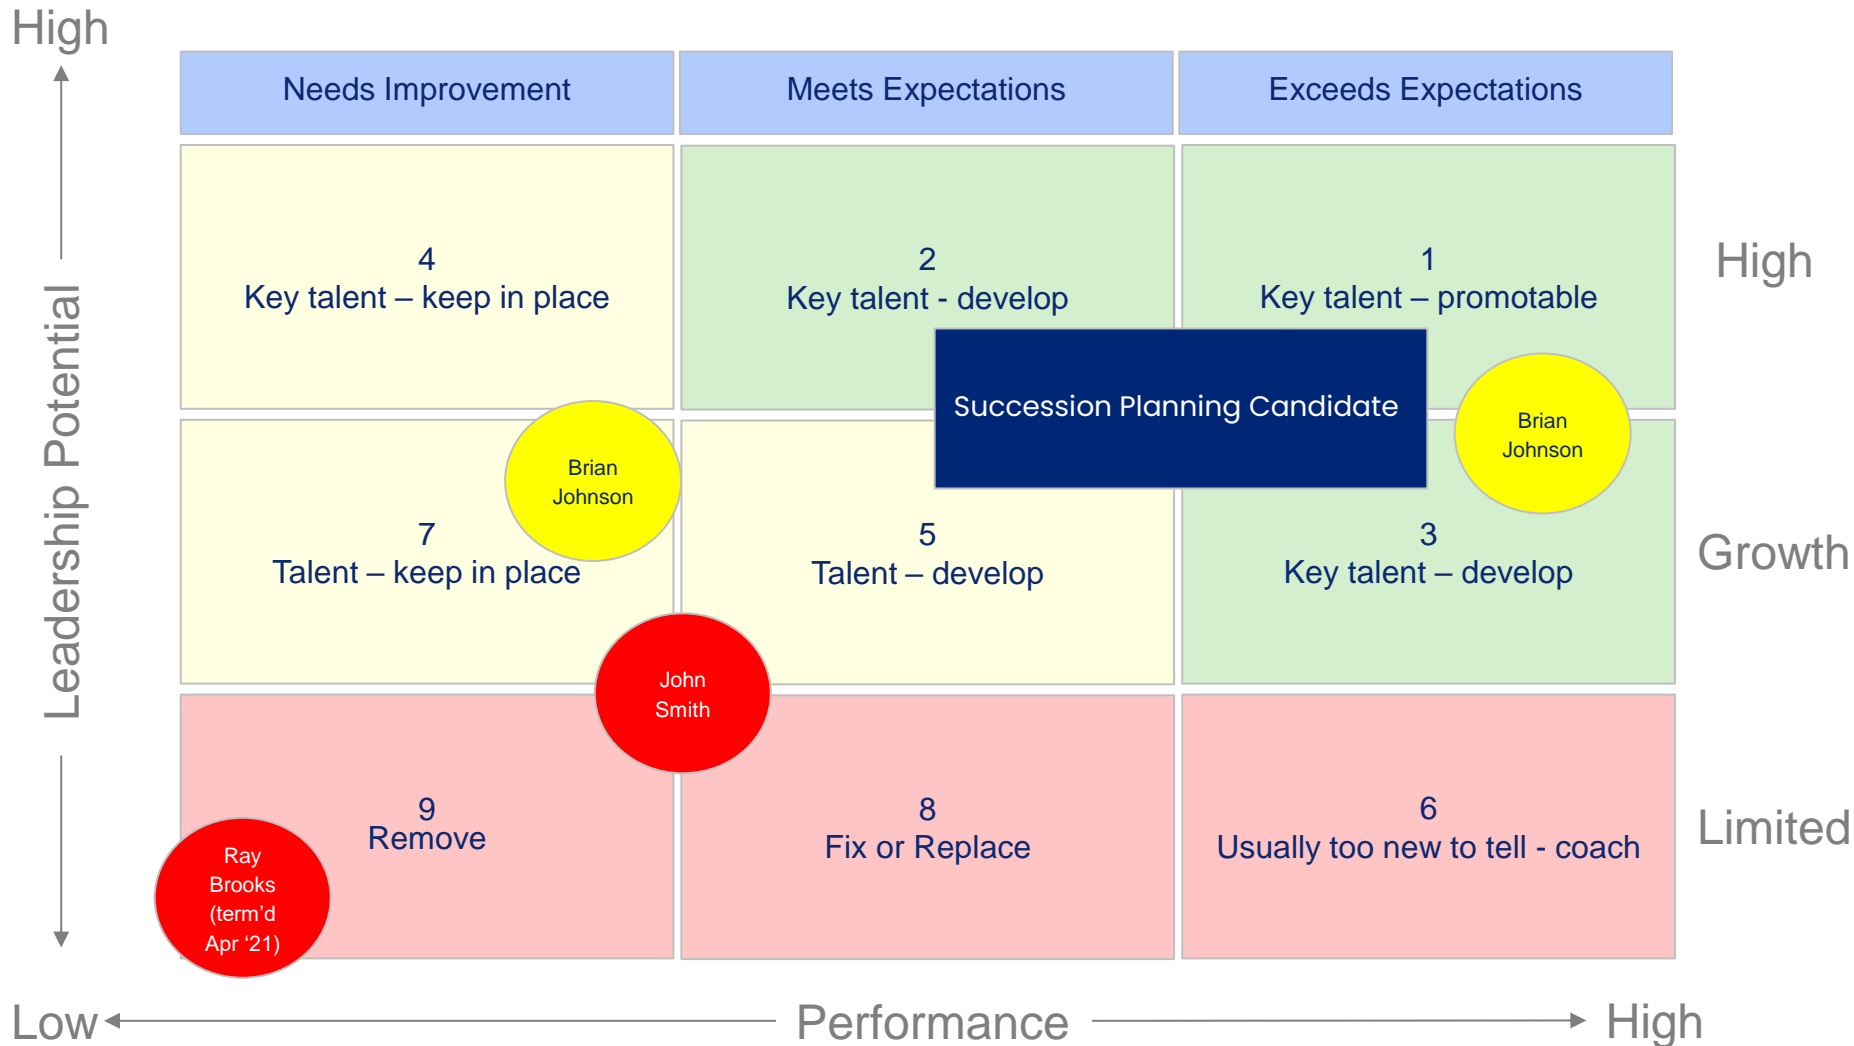 High
Needs Improvement
Meets Expectations
Exceeds Expectations
4
Key talent – keep in place
2
Key talent - develop
1
Key talent – promotable
High
Leadership Potential
Succession Planning Candidate
Brian
Johnson
Brian
Johnson
7
Talent – keep in place
5
Talent – develop
3
Key talent – develop
Growth
John
Smith
9
Remove
8
Fix or Replace
6
Usually too new to tell - coach
Limited
Ray
Brooks
(term’d
Apr ‘21)
Low
Performance
High